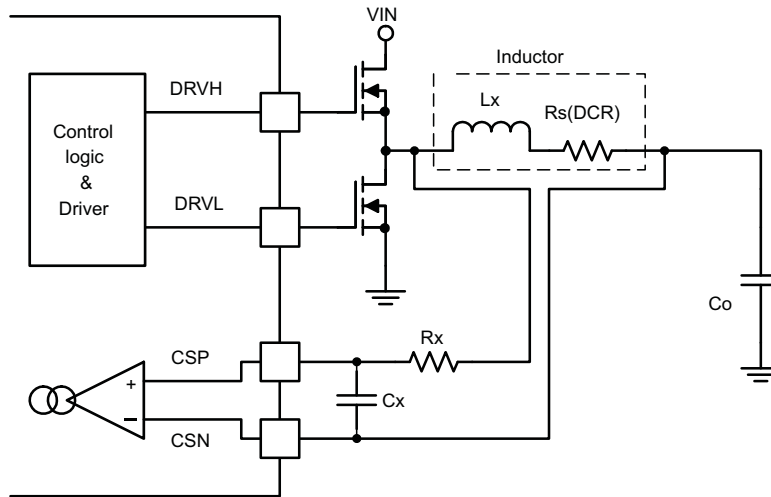 VIN
Inductor
DRVH
Lx
Rs(DCR)
Control
logic
&
Driver
DRVL
Co
Rx
CSP
+
Cx
–
CSN